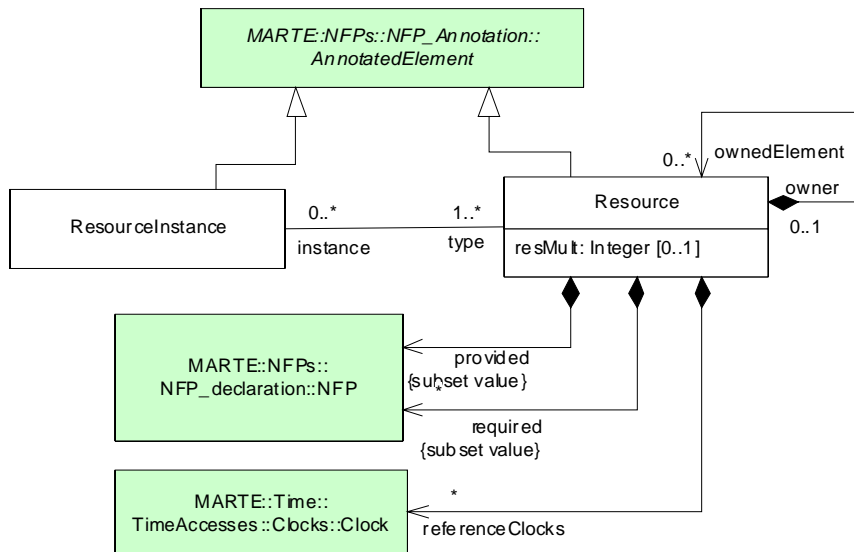 MARTE::NFPs::NFP_Annotation::
AnnotatedElement
0..*
ownedElement
owner
0..1
ResourceInstance
0..*
instance
1..*
type
Resource
resMult: Integer [0..1]
MARTE::NFPs::
NFP_declaration::NFP
provided
{subset value}
*
required
{subset value}
MARTE::Time::
TimeAccesses::Clocks::Clock
*
referenceClocks